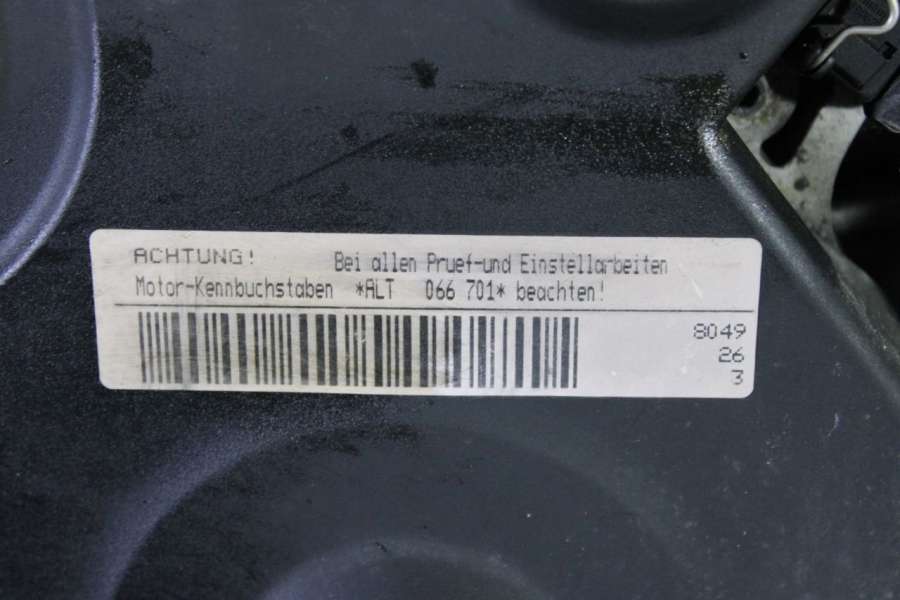 ACHTUNG! Bei allen Pruef-und Einstellarbeiten
Motor-Kennbuchstaben *ALT 066 701* beachten!
8049
26
3